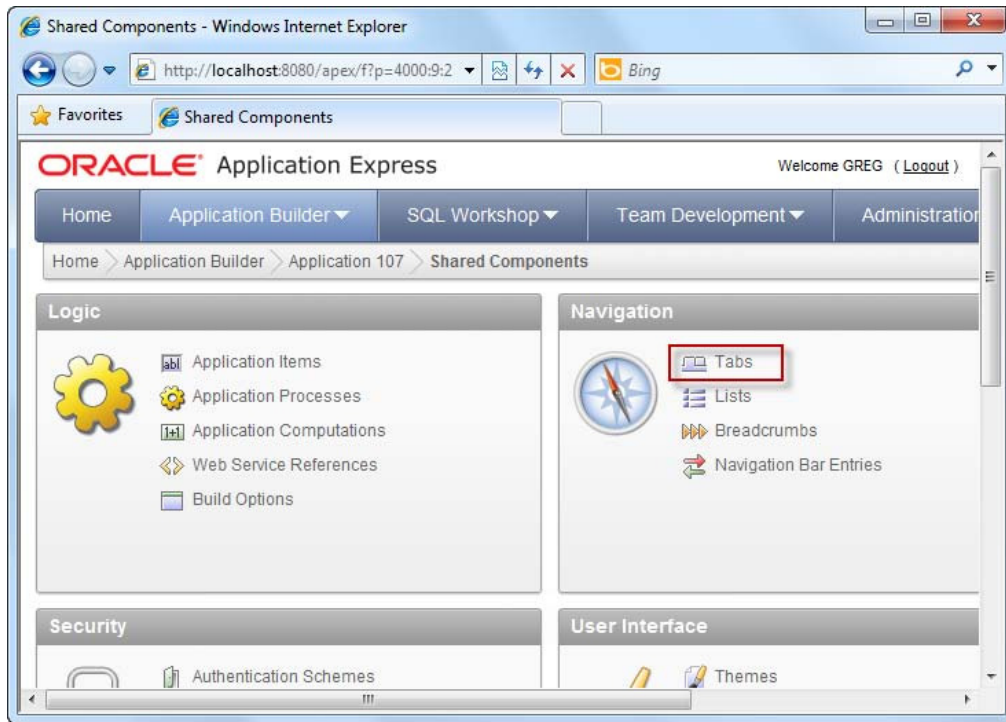 Shared Components - Windows Internet Explorer
http://localhost:8080/apex/f?p=4000:9:2
Bing
Favorites
Shared Components
ORACLE Application Express
Welcome GREG ( Logout )
Home Application Builder SQL Workshop Team Development Administration
Home Application Builder Application 107 Shared Components
Logic
Application Items
Application Processes
Application Computations
Web Service References
Build Options
Navigation
Tabs
Lists
Breadcrumbs
Navigation Bar Entries
Security
Authentication Schemes
User Interface
Themes